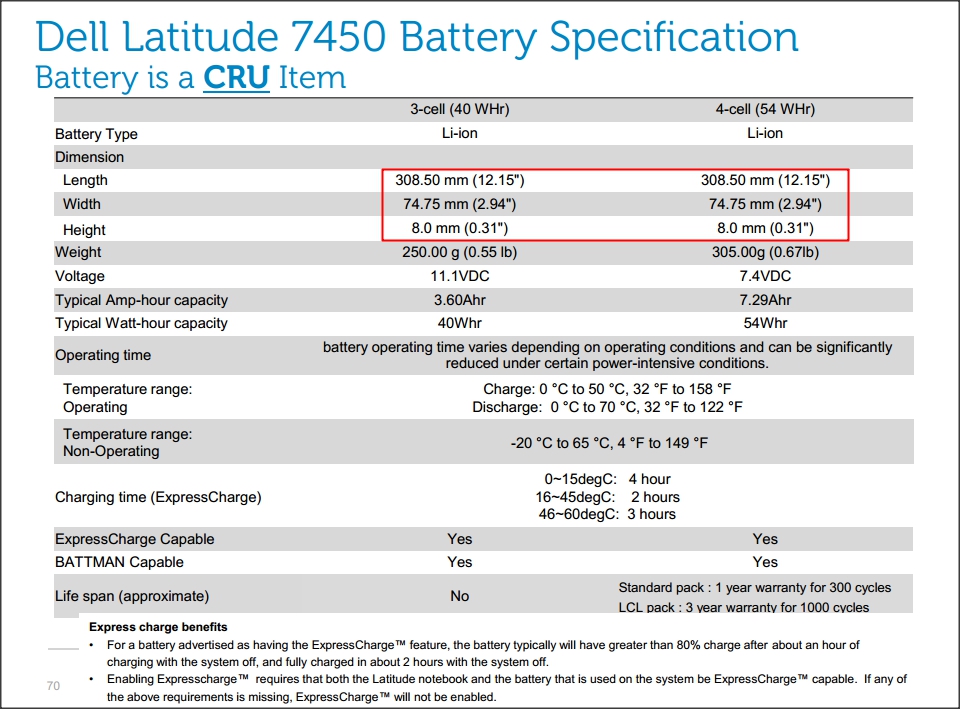 Dell Latitude 7450 Battery Specification
Battery is a CRU Item
3-cell (40 WHr) 4-cell (54 WHr)
Battery Type Li-ion Li-ion
Dimension
Length 308.50 mm (12.15") 308.50 mm (12.15")
Width 74.75 mm (2.94") 74.75 mm (2.94")
Height 8.0 mm (0.31") 8.0 mm (0.31")
Weight 250.00 g (0.55 lb) 305.00g (0.67lb)
Voltage 11.1VDC 7.4VDC
Typical Amp-hour capacity 3.60Ahr 7.29Ahr
Typical Watt-hour capacity 40Whr 54Whr
Operating time battery operating time varies depending on operating conditions and can be significantly
reduced under certain power-intensive conditions.
Temperature range: Charge: 0 °C to 50 °C, 32 °F to 158 °F
Operating Discharge: 0 °C to 70 °C, 32 °F to 122 °F
Temperature range:
Non-Operating -20 °C to 65 °C, 4 °F to 149 °F
0~15degC: 4 hour
Charging time (ExpressCharge) 16~45degC: 2 hours
46~60degC: 3 hours
ExpressCharge Capable Yes Yes
BATTMAN Capable Yes Yes
Life span (approximate) No Standard pack : 1 year warranty for 300 cycles
LCL pack : 3 year warranty for 1000 cycles
Express charge benefits
• For a battery advertised as having the ExpressCharge™ feature, the battery typically will have greater than 80% charge after about an hour of
charging with the system off, and fully charged in about 2 hours with the system off.
• Enabling Expresscharge™ requires that both the Latitude notebook and the battery that is used on the system be ExpressCharge™ capable. If any of
the above requirements is missing, ExpressCharge™ will not be enabled.
70